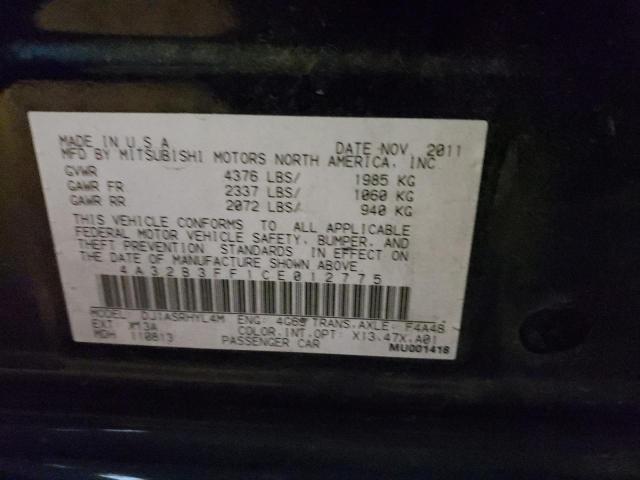 MADE IN U.S.A. DATE NOV. 2011
MFD BY MITSUBISHI MOTORS NORTH AMERICA, INC.
GVWR 4376 LBS/ 1985 KG
GAWR FR 2337 LBS/ 1060 KG
GAWR RR 2072 LBS/ 940 KG
THIS VEHICLE CONFORMS TO ALL APPLICABLE
FEDERAL MOTOR VEHICLE SAFETY, BUMPER, AND
THEFT PREVENTION STANDARDS IN EFFECT ON
THE DATE OF MANUFACTURE SHOWN ABOVE.
4A32B3FF1CE012775
MODEL: DJ1ASRHYL4M ENG: 4G69 TRANS.AXLE: F4A4B
EXT: XM13A COLOR.INT.OPT: X13.47X.A01
MDH 110813 PASSENGER CAR MU001418